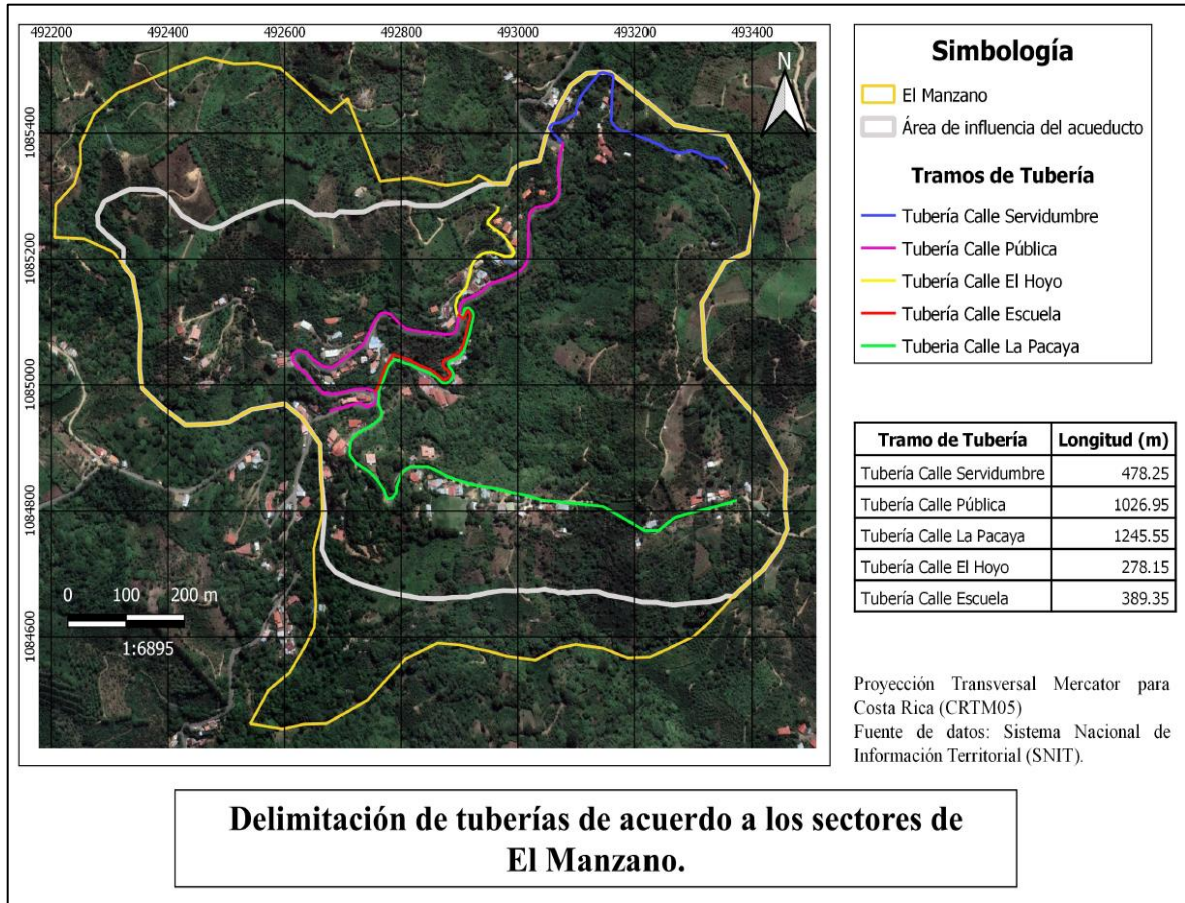 492200 492400 492600 492800 493000 493200 493400
1085400
1085200
1085000
1084800
1084600
N
0 100 200 m
1:6895
Simbología
El Manzano
Área de influencia del acueducto
Tramos de Tubería
Tubería Calle Servidumbre
Tubería Calle Pública
Tubería Calle El Hoyo
Tubería Calle Escuela
Tuberia Calle La Pacaya
Tramo de Tubería Longitud (m)
Tubería Calle Servidumbre 478.25
Tubería Calle Pública 1026.95
Tubería Calle La Pacaya 1245.55
Tubería Calle El Hoyo 278.15
Tubería Calle Escuela 389.35
Proyección Transversal Mercator para
Costa Rica (CRTM05)
Fuente de datos: Sistema Nacional de
Información Territorial (SNIT).
Delimitación de tuberías de acuerdo a los sectores de
El Manzano.